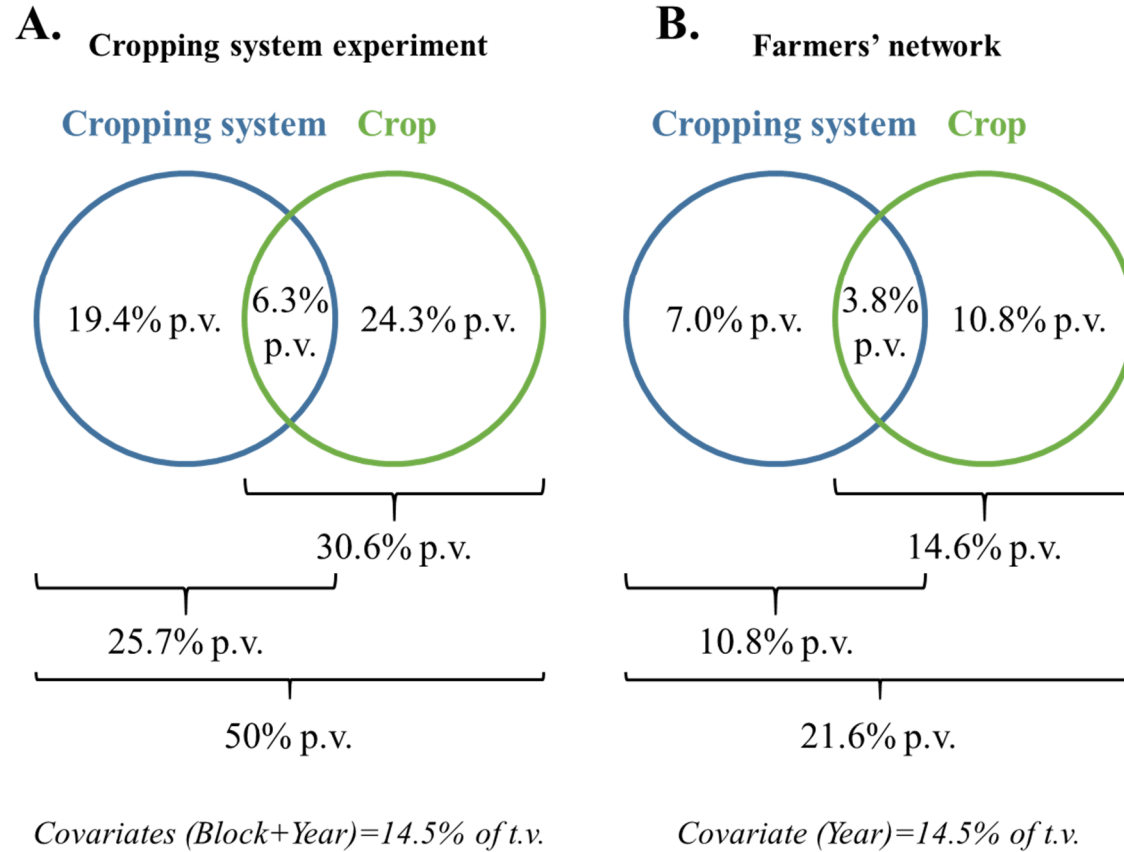 A.
Cropping system experiment
Cropping system Crop
19.4% p.v.
6.3%
p.v.
24.3% p.v.
30.6% p.v.
25.7% p.v.
50% p.v.
Covariates (Block+Year)=14.5% of t.v.
B.
Farmers’ network
Cropping system Crop
7.0% p.v.
3.8%
p.v.
10.8% p.v.
14.6% p.v.
10.8% p.v.
21.6% p.v.
Covariate (Year)=14.5% of t.v.